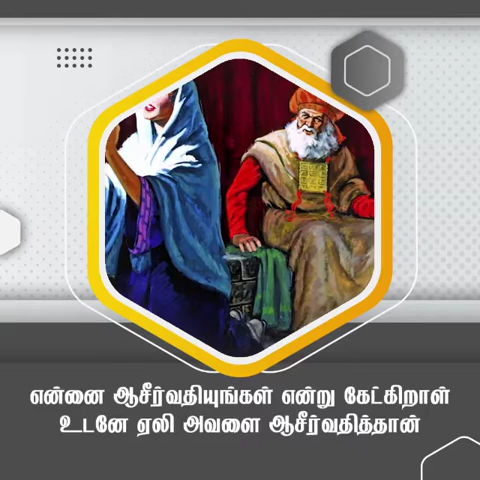 என்னை ஆசீர்வதியுங்கள் என்று கேட்கிறாள்
உடனே ஏலி அவளை ஆசீர்வதித்தான்